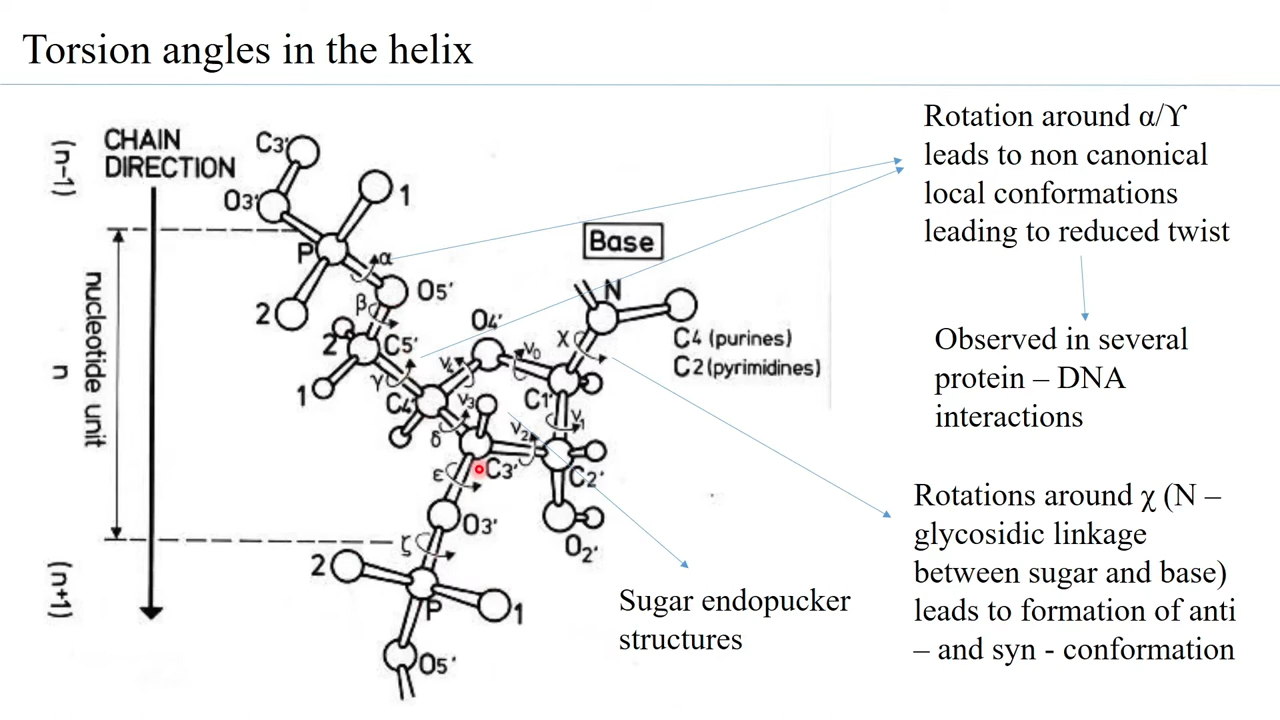 Torsion angles in the helix
(n-1)
CHAIN
DIRECTION
nucleotide unit
n
(n+1)
C3'
O3'
1
P
α
2
O5'
β
2
C5'
1
γ
C4'
O4'
ν4
ν0
ν3
δ
ν2
ν1
C1'
χ
Base
N
C4 (purines)
C2 (pyrimidines)
ε
C3'
C2'
O3'
O2'
ζ
2
P
1
O5'
Rotation around α/ϒ
leads to non canonical
local conformations
leading to reduced twist
Observed in several
protein – DNA
interactions
Rotations around χ (N –
glycosidic linkage
between sugar and base)
leads to formation of anti
– and syn - conformation
Sugar endopucker
structures